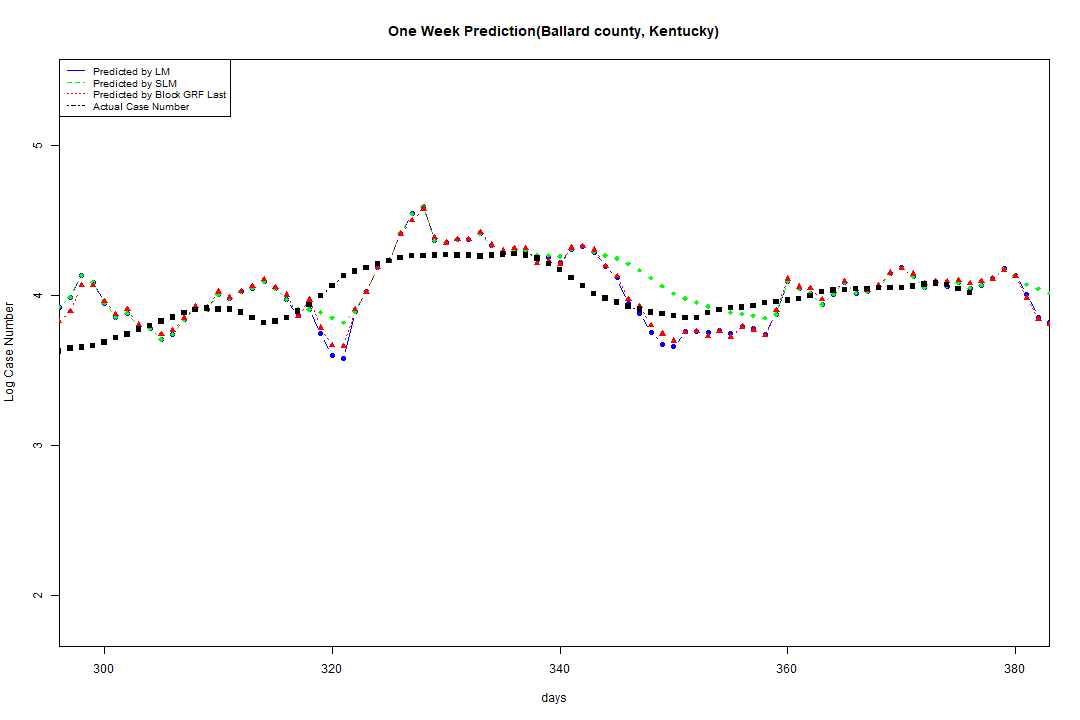 One Week Prediction(Ballard county, Kentucky)
Predicted by LM
Predicted by SLM
Predicted by Block GRF Last
Actual Case Number
5
4
3
2
Log Case Number
300 320 340 360 380
days